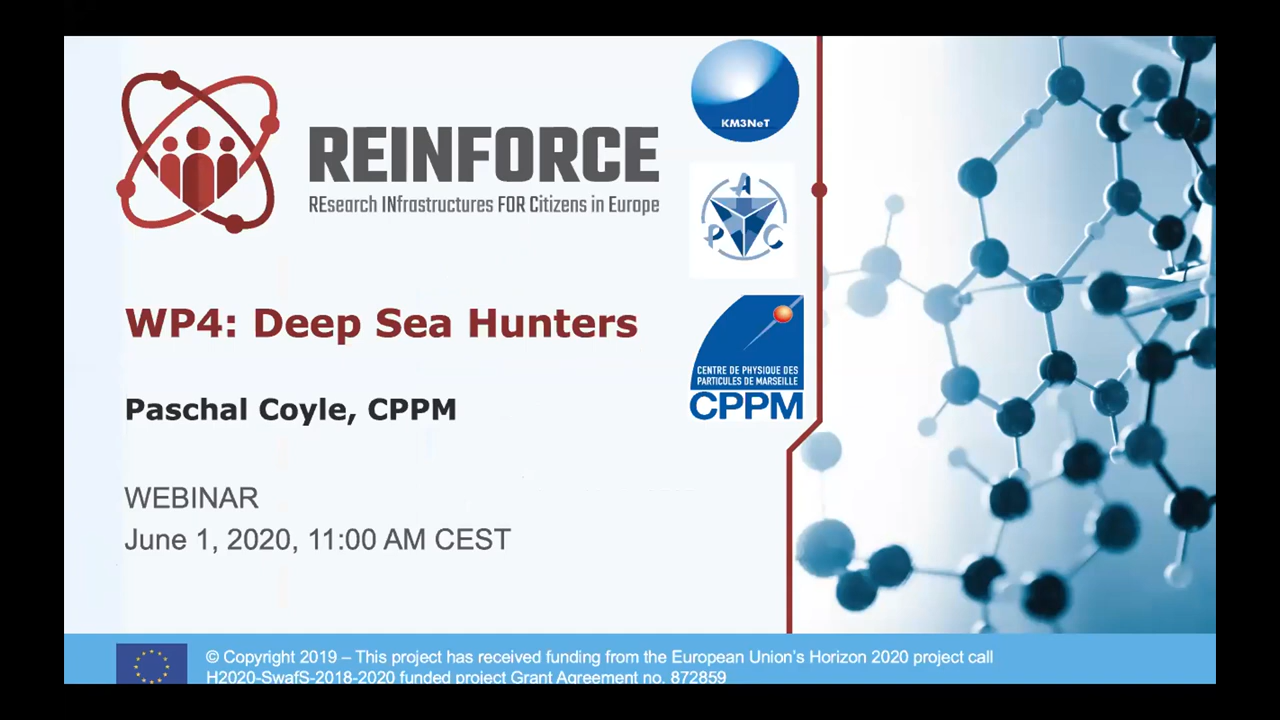 REINFORCE
REsearch INfrastructures FOR Citizens in Europe
KM3NeT
A
P C
WP4: Deep Sea Hunters
CENTRE DE PHYSIQUE DES
PARTICULES DE MARSEILLE
CPPM
Paschal Coyle, CPPM
WEBINAR
June 1, 2020, 11:00 AM CEST
© Copyright 2019 – This project has received funding from the European Union's Horizon 2020 project call
H2020-SwafS-2018-2020 funded project Grant Agreement no. 872859